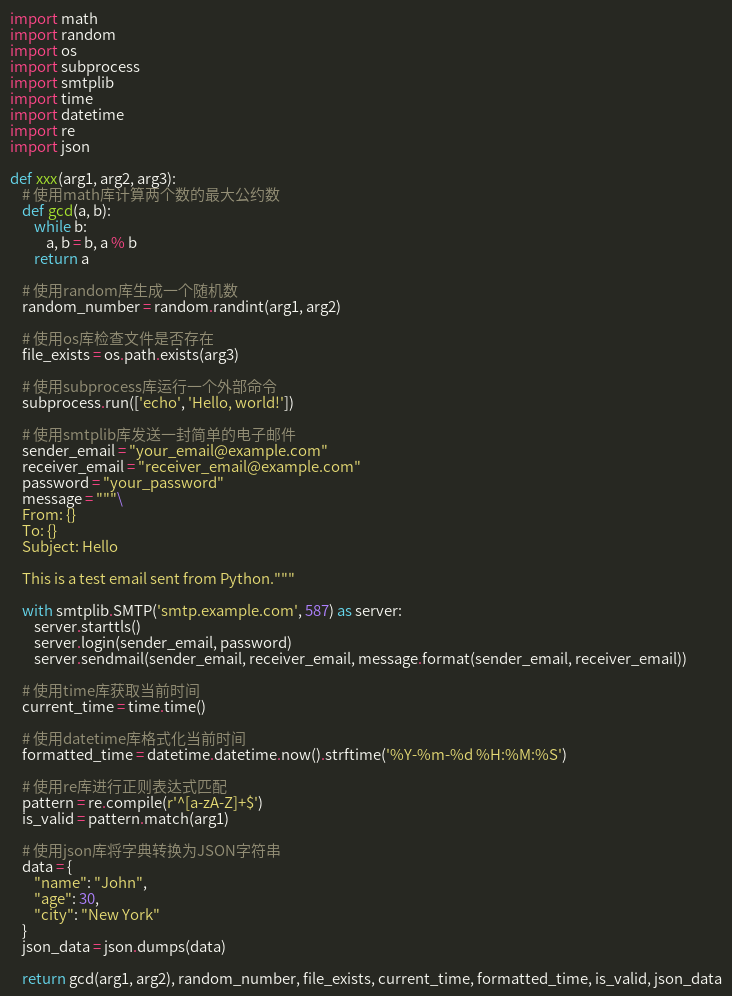 import math
import random
import os
import subprocess
import smtplib
import time
import datetime
import re
import json

def xxx(arg1, arg2, arg3):
    # 使用math库计算两个数的最大公约数
    def gcd(a, b):
        while b:
            a, b = b, a % b
        return a

    # 使用random库生成一个随机数
    random_number = random.randint(arg1, arg2)

    # 使用os库检查文件是否存在
    file_exists = os.path.exists(arg3)

    # 使用subprocess库运行一个外部命令
    subprocess.run(['echo', 'Hello, world!'])

    # 使用smtplib库发送一封简单的电子邮件
    sender_email = "your_email@example.com"
    receiver_email = "receiver_email@example.com"
    password = "your_password"
    message = """\
    From: {}
    To: {}
    Subject: Hello

    This is a test email sent from Python."""

    with smtplib.SMTP('smtp.example.com', 587) as server:
        server.starttls()
        server.login(sender_email, password)
        server.sendmail(sender_email, receiver_email, message.format(sender_email, receiver_email))

    # 使用time库获取当前时间
    current_time = time.time()

    # 使用datetime库格式化当前时间
    formatted_time = datetime.datetime.now().strftime('%Y-%m-%d %H:%M:%S')

    # 使用re库进行正则表达式匹配
    pattern = re.compile(r'^[a-zA-Z]+$')
    is_valid = pattern.match(arg1)

    # 使用json库将字典转换为JSON字符串
    data = {
        "name": "John",
        "age": 30,
        "city": "New York"
    }
    json_data = json.dumps(data)

    return gcd(arg1, arg2), random_number, file_exists, current_time, formatted_time, is_valid, json_data